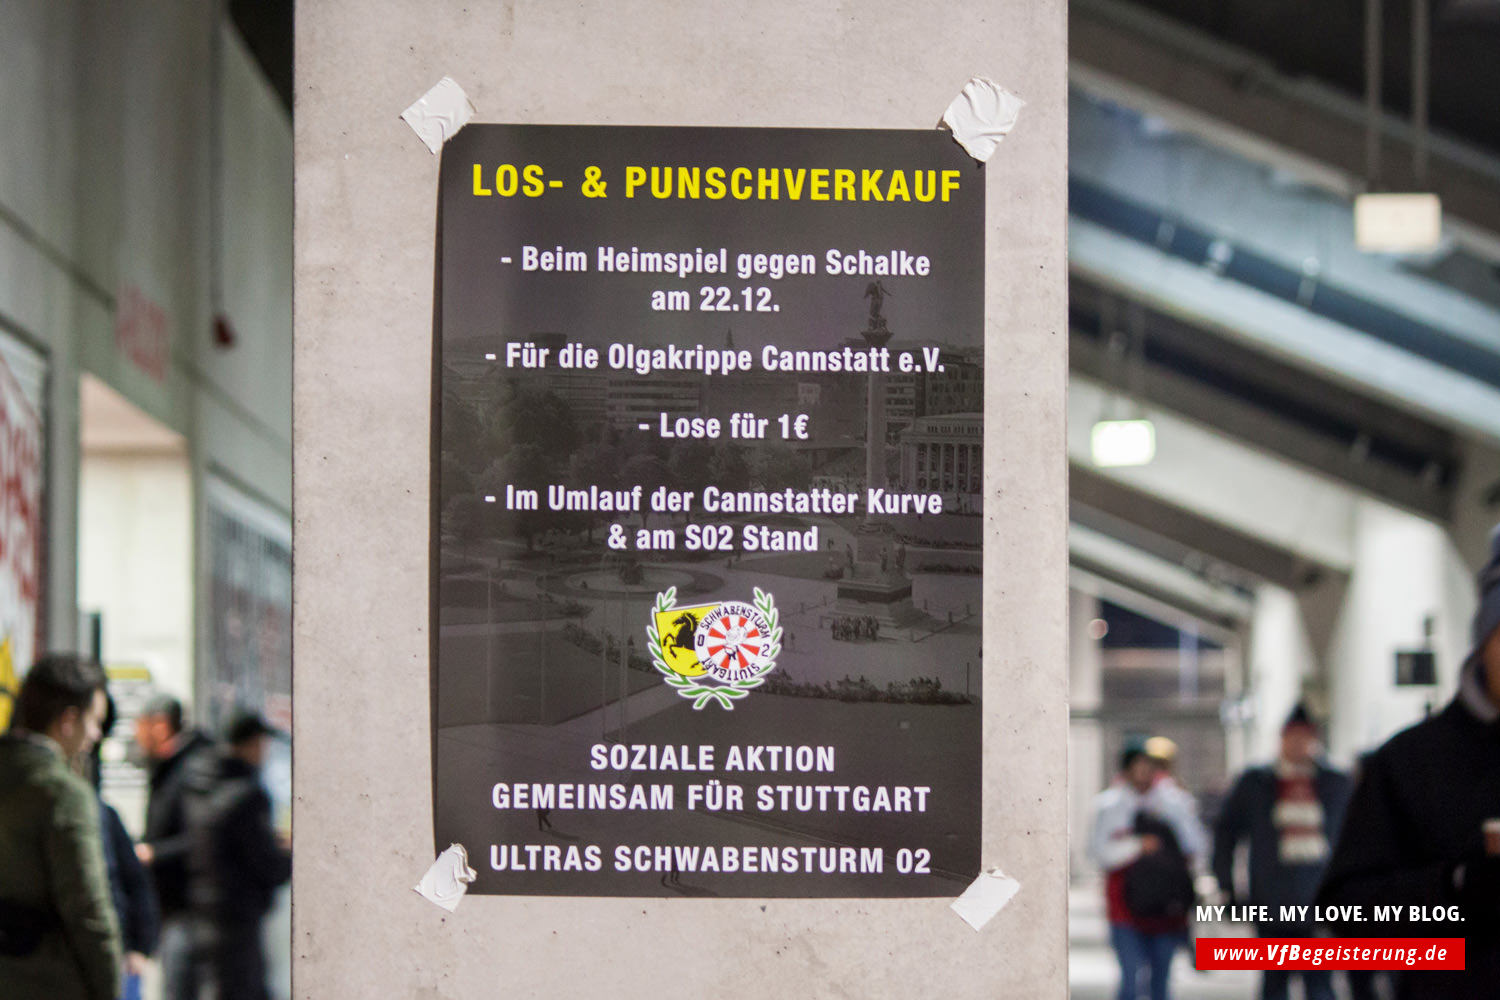 LOS- & PUNSCHVERKAUF
- Beim Heimspiel gegen Schalke
am 22.12.
- Für die Olgakrippe Cannstatt e.V.
- Lose für 1€
- Im Umlauf der Cannstatter Kurve
& am S02 Stand
SCHWABENSTURM
0 2
STUTTGART
SOZIALE AKTION
GEMEINSAM FÜR STUTTGART
ULTRAS SCHWABENSTURM 02
MY LIFE. MY LOVE. MY BLOG.
www.VfBegeisterung.de